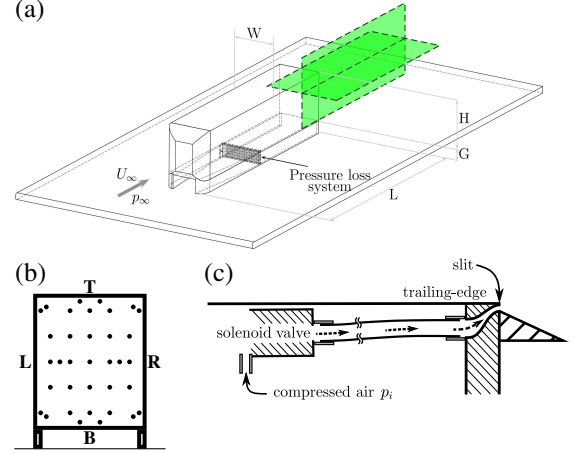 (a)
W
H
G
L
Pressure loss
system
U∞
p∞
(b)
T
L
R
B
(c)
slit
trailing-edge
solenoid valve
compressed air pᵢ